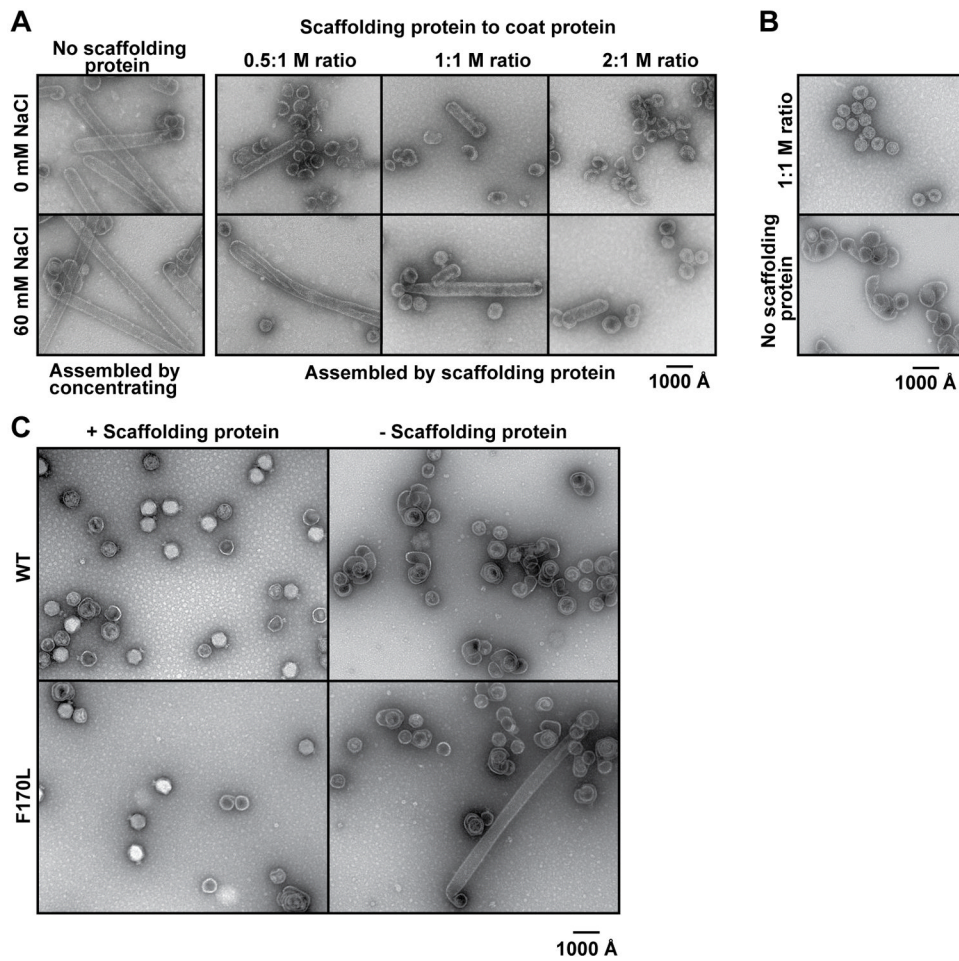 A
Scaffolding protein to coat protein
B
No scaffolding
protein
0.5:1 M ratio
1:1 M ratio
2:1 M ratio
0 mM NaCl
60 mM NaCl
1:1 M ratio
No scaffolding
protein
Assembled by
concentrating
Assembled by scaffolding protein
1000 Å
1000 Å
C
+ Scaffolding protein
- Scaffolding protein
WT
F170L
1000 Å